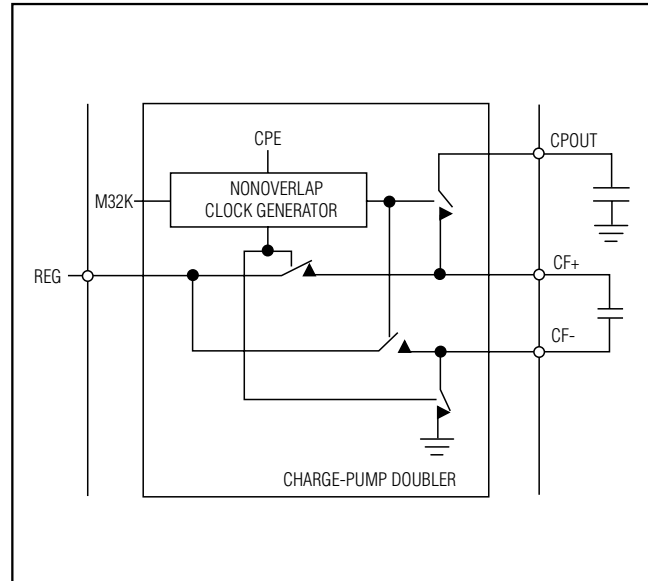 CPE
CPOUT
NONOVERLAP
CLOCK GENERATOR
M32K
REG
CF+
CF-
CHARGE-PUMP DOUBLER